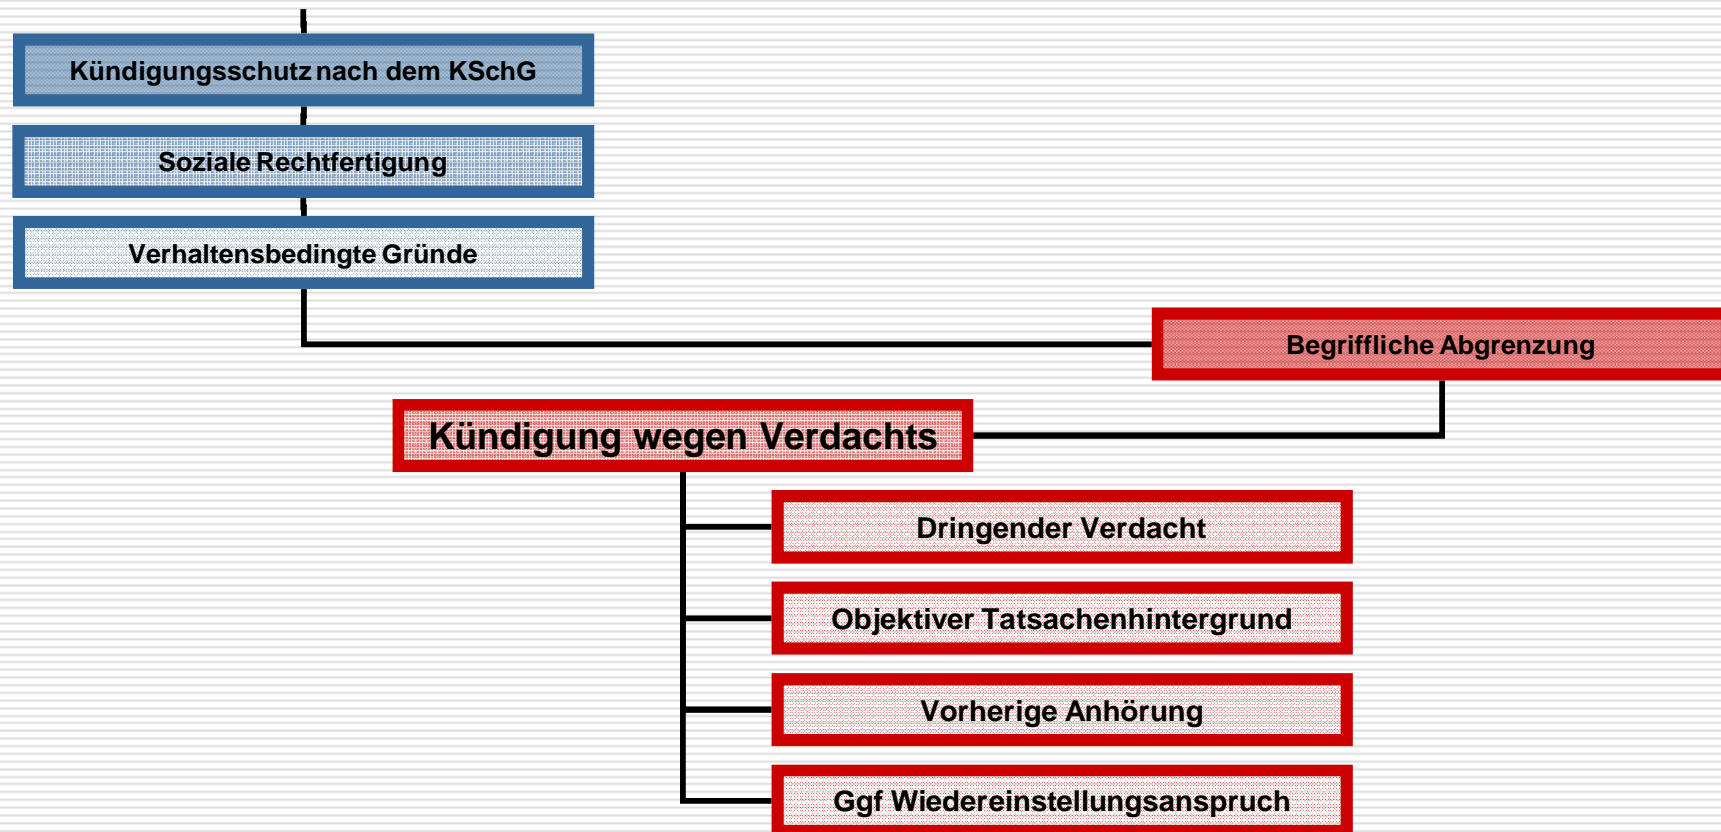 Kündigungsschutz nach dem KSchG
Soziale Rechtfertigung
Verhaltensbedingte Gründe
Begriffliche Abgrenzung
Kündigung wegen Verdachts
Dringender Verdacht
Objektiver Tatsachenhintergrund
Vorherige Anhörung
Ggf Wiedereinstellungsanspruch